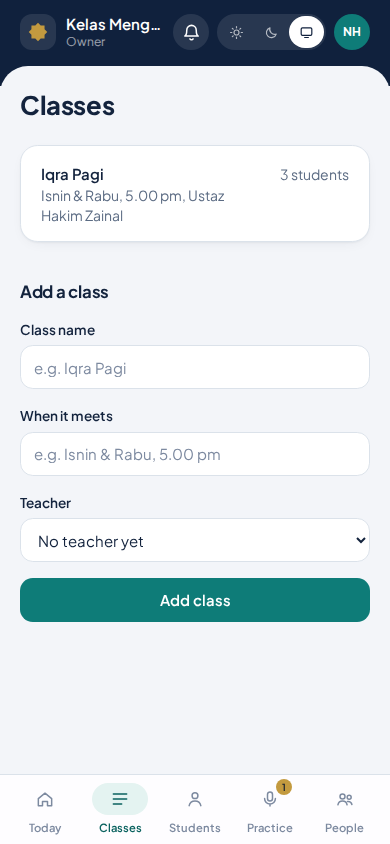 Kelas Meng…
Owner
NH
Classes
Iqra Pagi
3 students
Isnin & Rabu, 5.00 pm, Ustaz
Hakim Zainal
Add a class
Class name
e.g. Iqra Pagi
When it meets
e.g. Isnin & Rabu, 5.00 pm
Teacher
No teacher yet
Add class
1
Today
Classes
Students
Practice
People